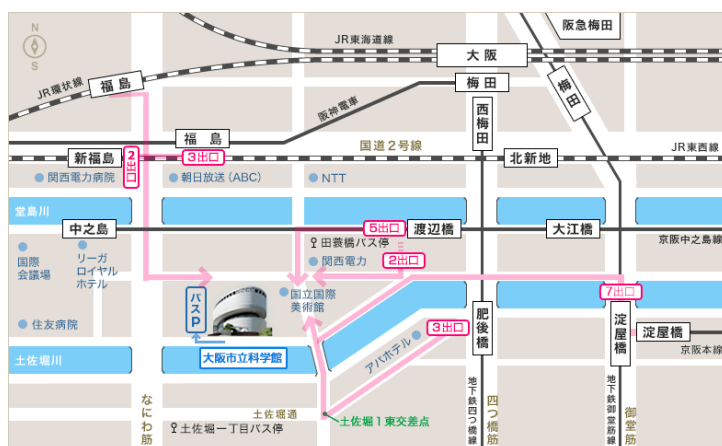 N
S
JR東海道線
阪急梅田
大阪
JR環状線
福島
梅田
梅田
阪神電車
西梅田
福島
国道2号線
JR東西線
新福島
2出口
3出口
北新地
関西電力病院
朝日放送(ABC)
NTT
堂島川
中之島
5出口
渡辺橋
大江橋
田蓑橋バス停
京阪中之島線
国際
会議場
リーガ
ロイヤル
ホテル
関西電力
2出口
バスP
国立国際
美術館
7出口
住友病院
3出口
肥後橋
淀屋橋
淀屋橋
アパホテル
京阪本線
土佐堀川
大阪市立科学館
なにわ筋
土佐堀通
土佐堀1東交差点
土佐堀一丁目バス停
地下鉄四つ橋線
四つ橋筋
地下鉄御堂筋線
御堂筋